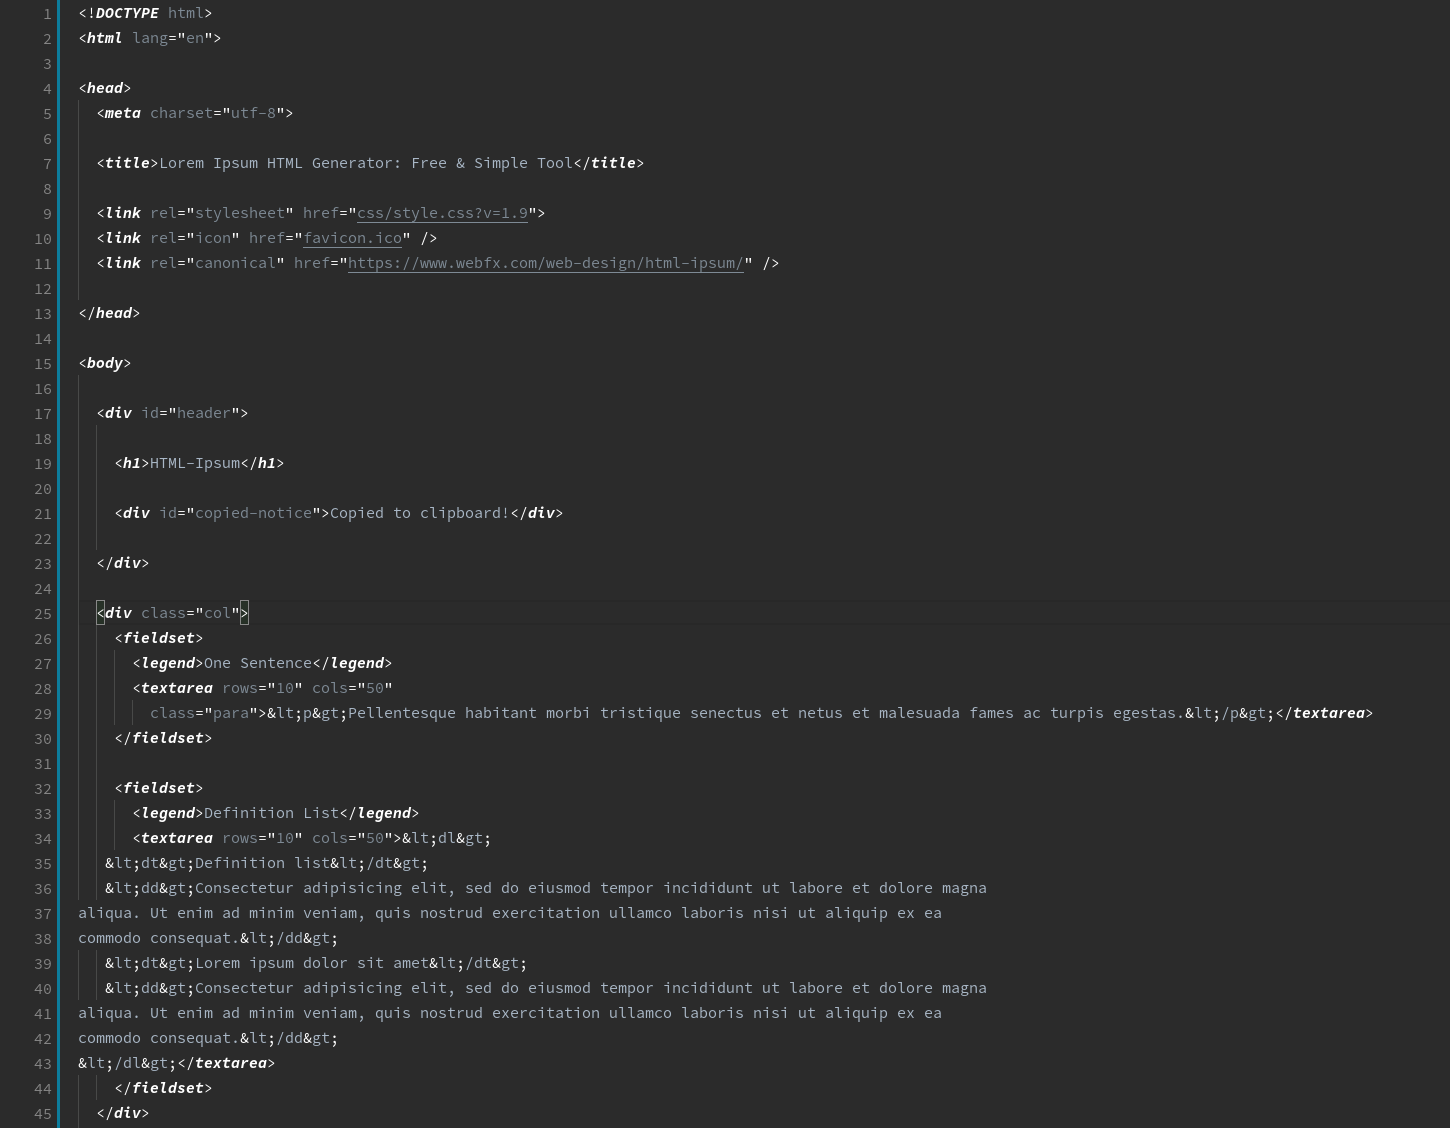 1 <!DOCTYPE html>
2 <html lang="en">
3
4 <head>
5 <meta charset="utf-8">
6
7 <title>Lorem Ipsum HTML Generator: Free & Simple Tool</title>
8
9 <link rel="stylesheet" href="css/style.css?v=1.9">
10 <link rel="icon" href="favicon.ico" />
11 <link rel="canonical" href="https://www.webfx.com/web-design/html-ipsum/" />
12
13 </head>
14
15 <body>
16
17 <div id="header">
18
19 <h1>HTML-Ipsum</h1>
20
21 <div id="copied-notice">Copied to clipboard!</div>
22
23 </div>
24
25 <div class="col">
26 <fieldset>
27 <legend>One Sentence</legend>
28 <textarea rows="10" cols="50"
29 class="para">&lt;p&gt;Pellentesque habitant morbi tristique senectus et netus et malesuada fames ac turpis egestas.&lt;/p&gt;</textarea>
30 </fieldset>
31
32 <fieldset>
33 <legend>Definition List</legend>
34 <textarea rows="10" cols="50">&lt;dl&gt;
35 &lt;dt&gt;Definition list&lt;/dt&gt;
36 &lt;dd&gt;Consectetur adipisicing elit, sed do eiusmod tempor incididunt ut labore et dolore magna
37 aliqua. Ut enim ad minim veniam, quis nostrud exercitation ullamco laboris nisi ut aliquip ex ea
38 commodo consequat.&lt;/dd&gt;
39 &lt;dt&gt;Lorem ipsum dolor sit amet&lt;/dt&gt;
40 &lt;dd&gt;Consectetur adipisicing elit, sed do eiusmod tempor incididunt ut labore et dolore magna
41 aliqua. Ut enim ad minim veniam, quis nostrud exercitation ullamco laboris nisi ut aliquip ex ea
42 commodo consequat.&lt;/dd&gt;
43 &lt;/dl&gt;</textarea>
44 </fieldset>
45 </div>